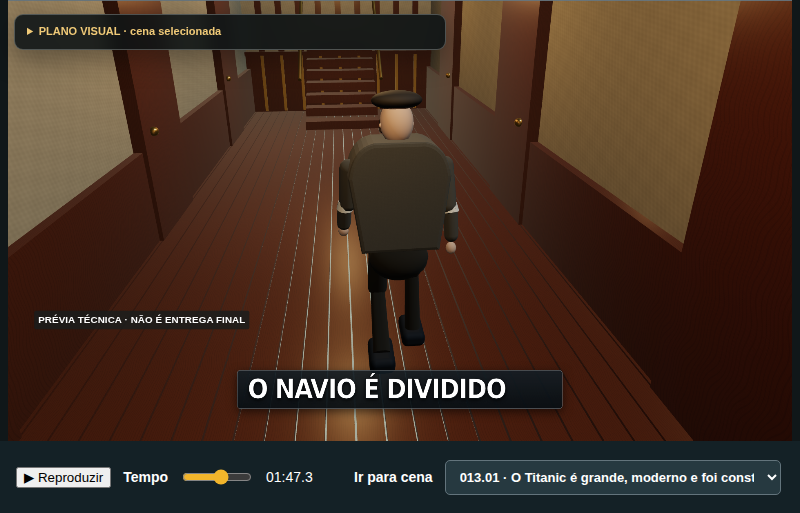 ▶ PLANO VISUAL · cena selecionada
PRÉVIA TÉCNICA · NÃO É ENTREGA FINAL
O NAVIO É DIVIDIDO
▶ Reproduzir Tempo 01:47.3 Ir para cena 013.01 · O Titanic é grande, moderno e foi const